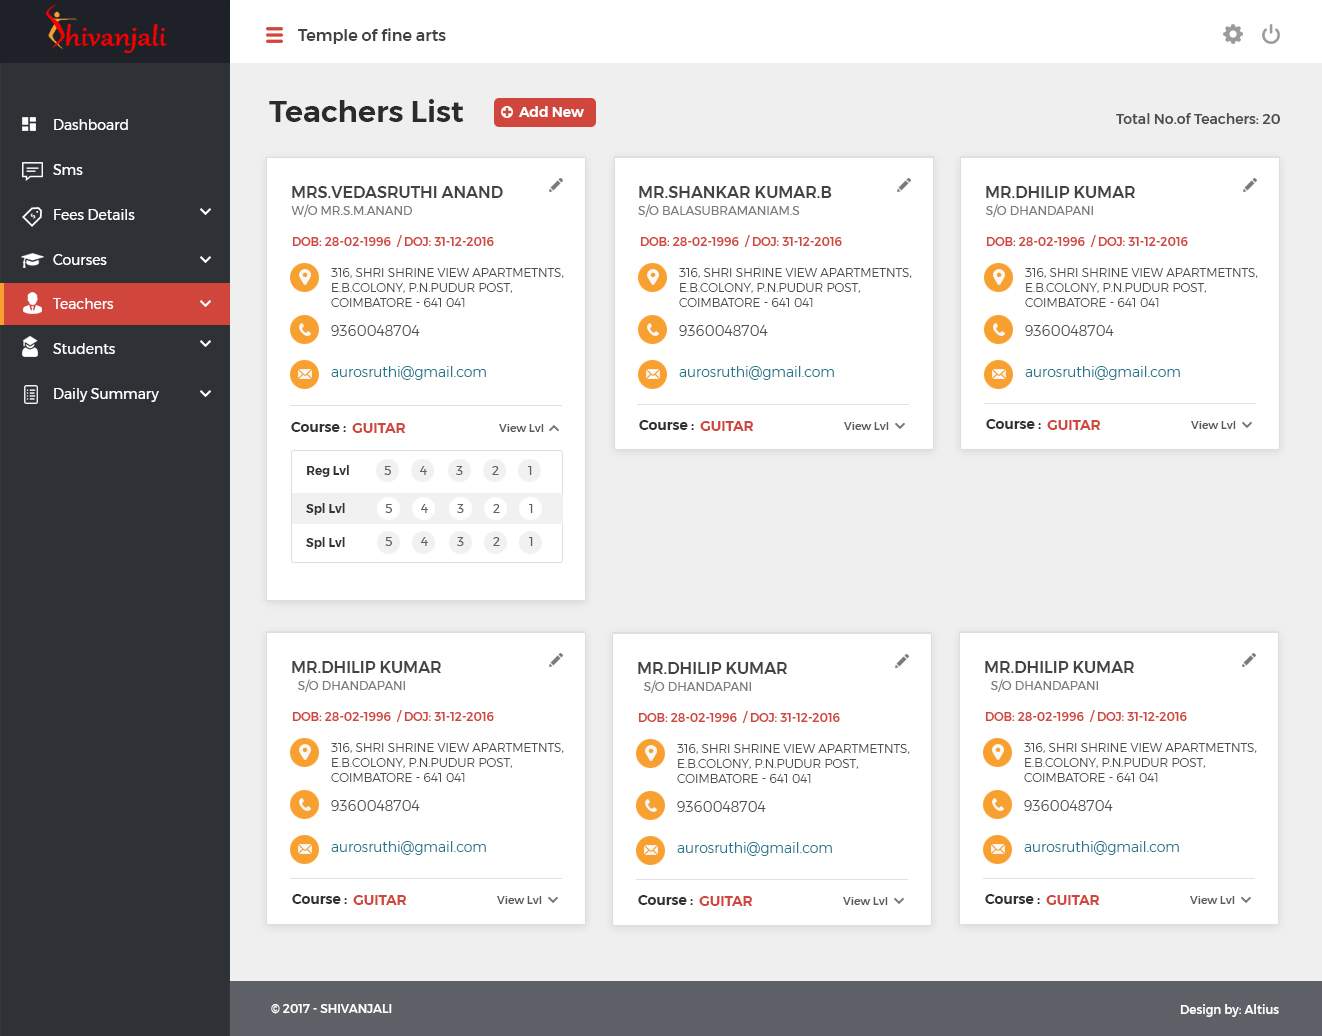 Shivanjali
Temple of fine arts
Dashboard
Sms
Fees Details
Courses
Teachers
Students
Daily Summary
Teachers List
Add New
Total No.of Teachers: 20
MRS.VEDASRUTHI ANAND
W/O MR.S.M.ANAND
DOB: 28-02-1996 / DOJ: 31-12-2016
316, SHRI SHRINE VIEW APARTMETNTS,
E.B.COLONY, P.N.PUDUR POST,
COIMBATORE - 641 041
9360048704
aurosruthi@gmail.com
Course : GUITAR
View Lvl
Reg Lvl 5 4 3 2 1
Spl Lvl 5 4 3 2 1
Spl Lvl 5 4 3 2 1
MR.SHANKAR KUMAR.B
S/O BALASUBRAMANIAM.S
DOB: 28-02-1996 / DOJ: 31-12-2016
316, SHRI SHRINE VIEW APARTMETNTS,
E.B.COLONY, P.N.PUDUR POST,
COIMBATORE - 641 041
9360048704
aurosruthi@gmail.com
Course : GUITAR
View Lvl
MR.DHILIP KUMAR
S/O DHANDAPANI
DOB: 28-02-1996 / DOJ: 31-12-2016
316, SHRI SHRINE VIEW APARTMETNTS,
E.B.COLONY, P.N.PUDUR POST,
COIMBATORE - 641 041
9360048704
aurosruthi@gmail.com
Course : GUITAR
View Lvl
MR.DHILIP KUMAR
S/O DHANDAPANI
DOB: 28-02-1996 / DOJ: 31-12-2016
316, SHRI SHRINE VIEW APARTMETNTS,
E.B.COLONY, P.N.PUDUR POST,
COIMBATORE - 641 041
9360048704
aurosruthi@gmail.com
Course : GUITAR
View Lvl
MR.DHILIP KUMAR
S/O DHANDAPANI
DOB: 28-02-1996 / DOJ: 31-12-2016
316, SHRI SHRINE VIEW APARTMETNTS,
E.B.COLONY, P.N.PUDUR POST,
COIMBATORE - 641 041
9360048704
aurosruthi@gmail.com
Course : GUITAR
View Lvl
MR.DHILIP KUMAR
S/O DHANDAPANI
DOB: 28-02-1996 / DOJ: 31-12-2016
316, SHRI SHRINE VIEW APARTMETNTS,
E.B.COLONY, P.N.PUDUR POST,
COIMBATORE - 641 041
9360048704
aurosruthi@gmail.com
Course : GUITAR
View Lvl
© 2017 - SHIVANJALI
Design by: Altius